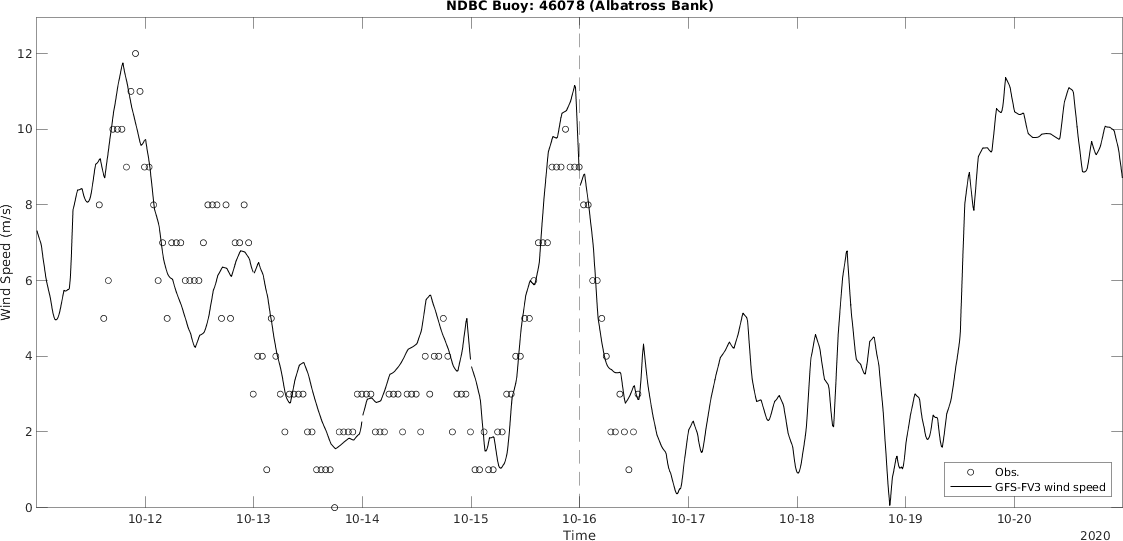 NDBC Buoy: 46078 (Albatross Bank)
Wind Speed (m/s)
12
10
8
6
4
2
0
10-12 10-13 10-14 10-15 10-16 10-17 10-18 10-19 10-20
Time
2020
Obs.
GFS-FV3 wind speed